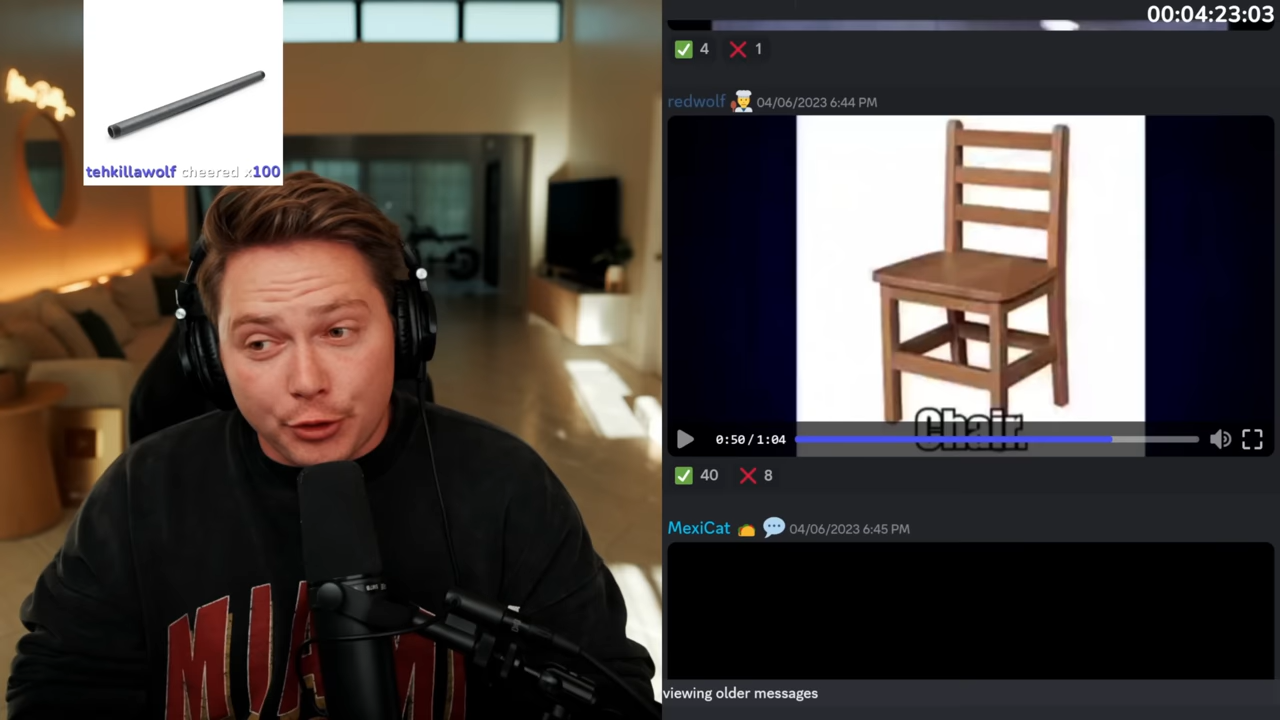 00:04:23:03
4
1
redwolf 04/06/2023 6:44 PM
tehkillawolf cheered x100
Chair.
0:50 / 1:04
40
8
MexiCat 04/06/2023 6:45 PM
MIAMI
viewing older messages